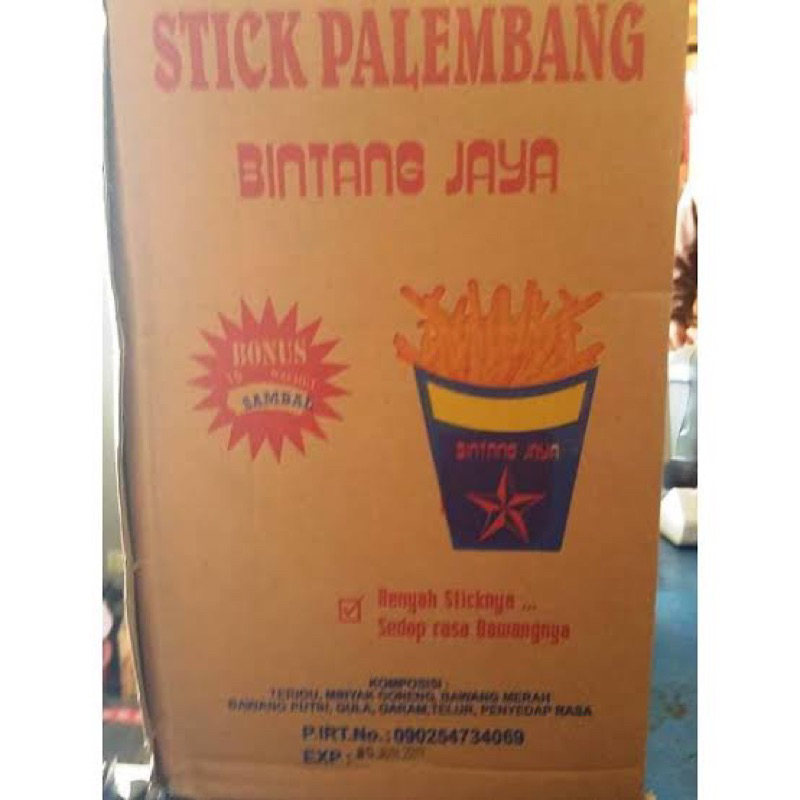 STICK PALEMBANG
BINTANG JAYA
BONUS
SAMBAL
BINTANG JAYA
Renyah Sticknya ...
Sedap rasa Bawangnya
KOMPOSISI :
TERIGU, MINYAK GORENG, BAWANG MERAH
BAWANG PUTIH, GULA, GARAM,TELUR, PENYEDAP RASA
P.IRT.No.:090254734069
EXP :